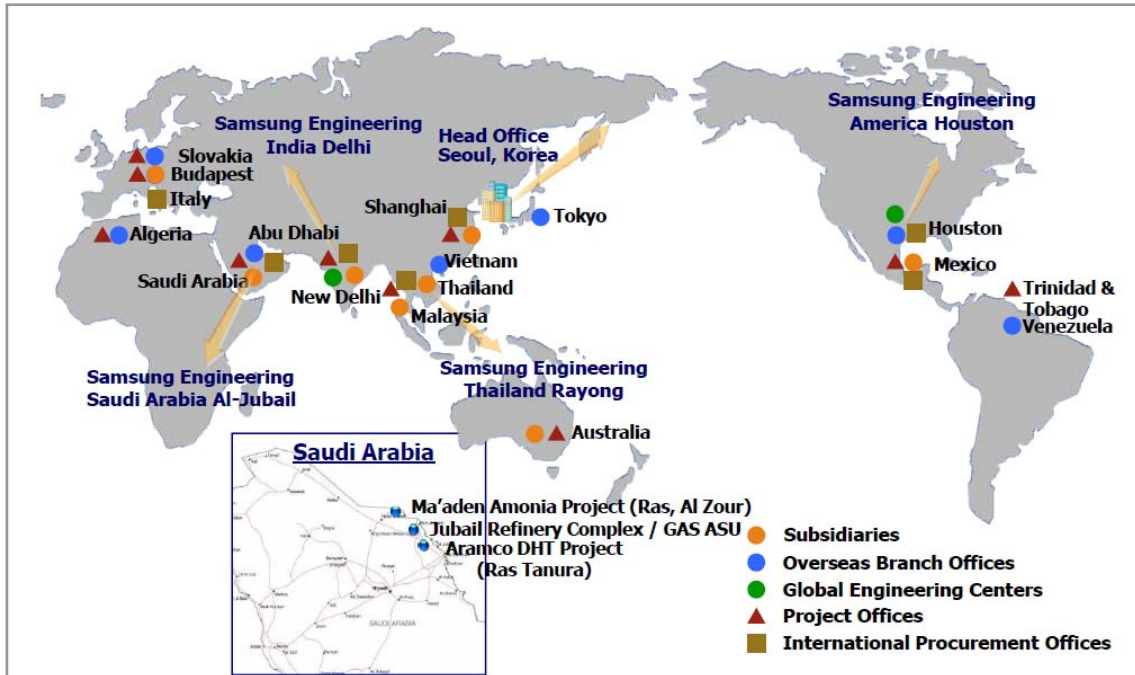 Samsung Engineering
India Delhi
Head Office
Seoul, Korea
Samsung Engineering
America Houston
Slovakia
Budapest
Italy
Algeria
Abu Dhabi
Saudi Arabia
New Delhi
Shanghai
Tokyo
Vietnam
Thailand
Malaysia
Houston
Mexico
Trinidad &
Tobago
Venezuela
Samsung Engineering
Saudi Arabia Al-Jubail
Samsung Engineering
Thailand Rayong
Australia
Saudi Arabia
Ma'aden Amonia Project (Ras, Al Zour)
Jubail Refinery Complex / GAS ASU
Aramco DHT Project
(Ras Tanura)
SAUDI ARABIA
Subsidiaries
Overseas Branch Offices
Global Engineering Centers
Project Offices
International Procurement Offices